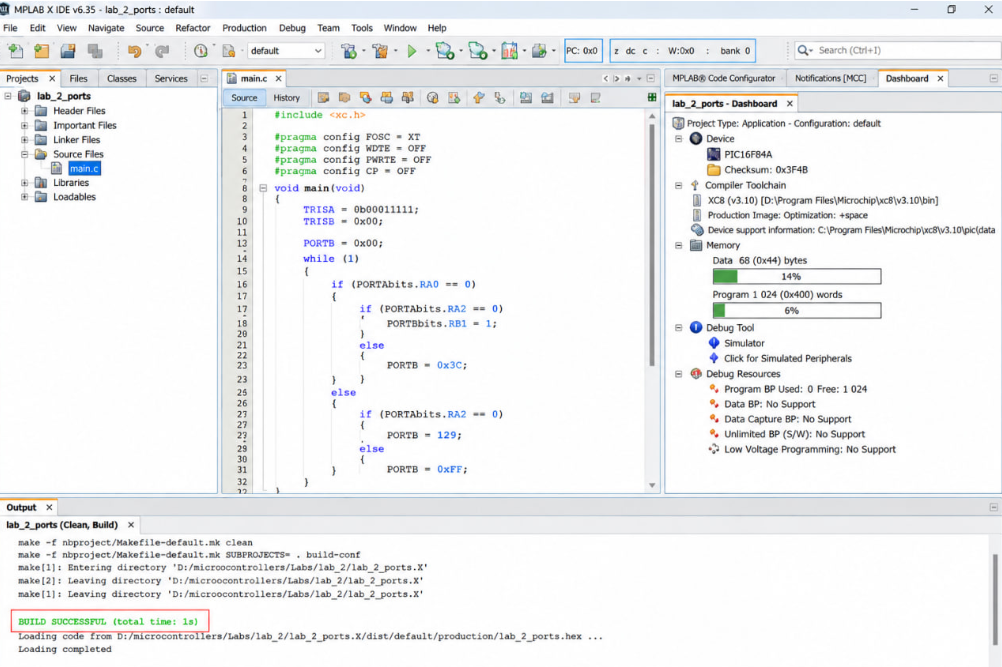 MPLAB X IDE v6.35 - lab_2_ports : default
File Edit View Navigate Source Refactor Production Debug Team Tools Window Help
default
PC: 0x0
z dc c : W:0x0 : bank 0
Search (Ctrl+I)
Projects
Files
Classes
Services
lab_2_ports
Header Files
Important Files
Linker Files
Source Files
main.c
Libraries
Loadables
main.c
Source
History
1 #include <xc.h>
2
3 #pragma config FOSC = XT
4 #pragma config WDTE = OFF
5 #pragma config PWRTE = OFF
6 #pragma config CP = OFF
8 void main(void)
8 {
9 TRISA = 0b00011111;
10 TRISB = 0x00;
11
12 PORTB = 0x00;
14 while (1)
15 {
16 if (PORTAbits.RA0 == 0)
17 {
17 if (PORTAbits.RA2 == 0)
{
18 PORTBbits.RB1 = 1;
20 }
21 else
22 {
23 PORTB = 0x3C;
23 } }
25 else
26 {
27 if (PORTAbits.RA2 == 0)
27 {
23 PORTB = 129;
29 else
30 {
31 } PORTB = 0xFF;
32 }
}
MPLAB® Code Configurator
Notifications [MCC]
Dashboard
lab_2_ports - Dashboard
Project Type: Application - Configuration: default
Device
PIC16F84A
Checksum: 0x3F4B
Compiler Toolchain
XC8 (v3.10) [D:\Program Files\Microchip\xc8\v3.10\bin]
Production Image: Optimization: +space
Device support information: C:\Program Files\Microchip\xc8\v3.10\pic(data
Memory
Data 68 (0x44) bytes
14%
Program 1 024 (0x400) words
6%
Debug Tool
Simulator
Click for Simulated Peripherals
Debug Resources
Program BP Used: 0 Free: 1 024
Data BP: No Support
Data Capture BP: No Support
Unlimited BP (S/W): No Support
Low Voltage Programming: No Support
Output
lab_2_ports (Clean, Build)
make -f nbproject/Makefile-default.mk clean
make -f nbproject/Makefile-default.mk SUBPROJECTS= . build-conf
make[1]: Entering directory 'D:/microocontrollers/Labs/lab_2/lab_2_ports.X'
make[2]: Leaving directory 'D:/microocontrollers/Labs/lab_2/lab_2_ports.X'
make[1]: Leaving directory 'D:/microocontrollers/Labs/lab_2/lab_2_ports.X'
BUILD SUCCESSFUL (total time: 1s)
Loading code from D:/microcontrollers/Labs/lab_2/lab_2_ports.X/dist/default/production/lab_2_ports.hex ...
Loading completed